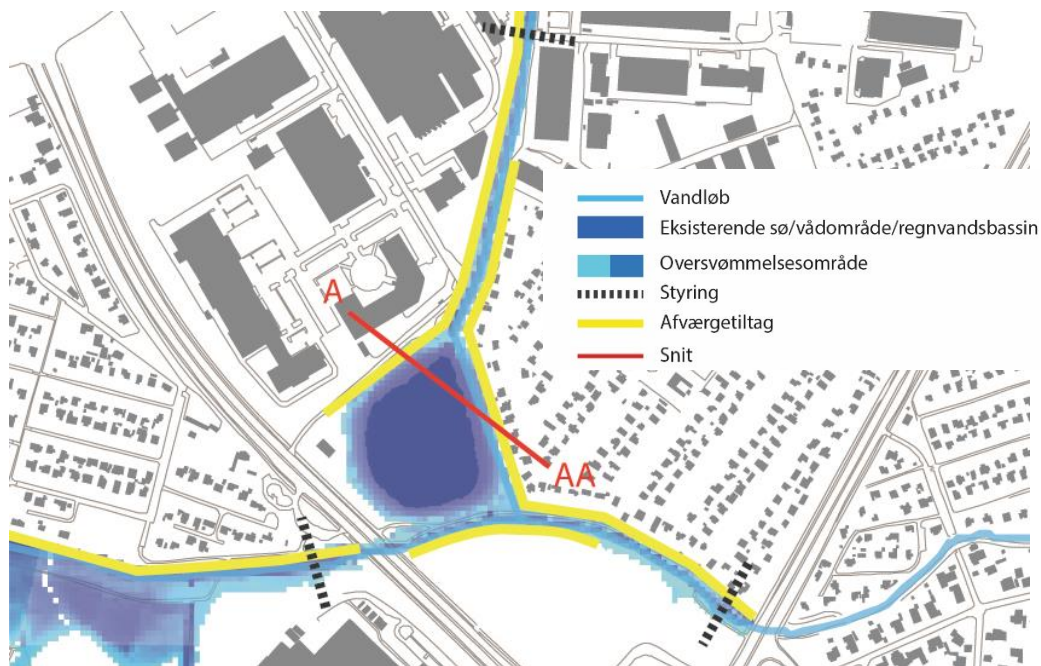 Vandløb
Eksisterende sø/vådområde/regnvandsbassin
Oversvømmelsesområde
Styring
Afværgetiltag
Snit
A
AA